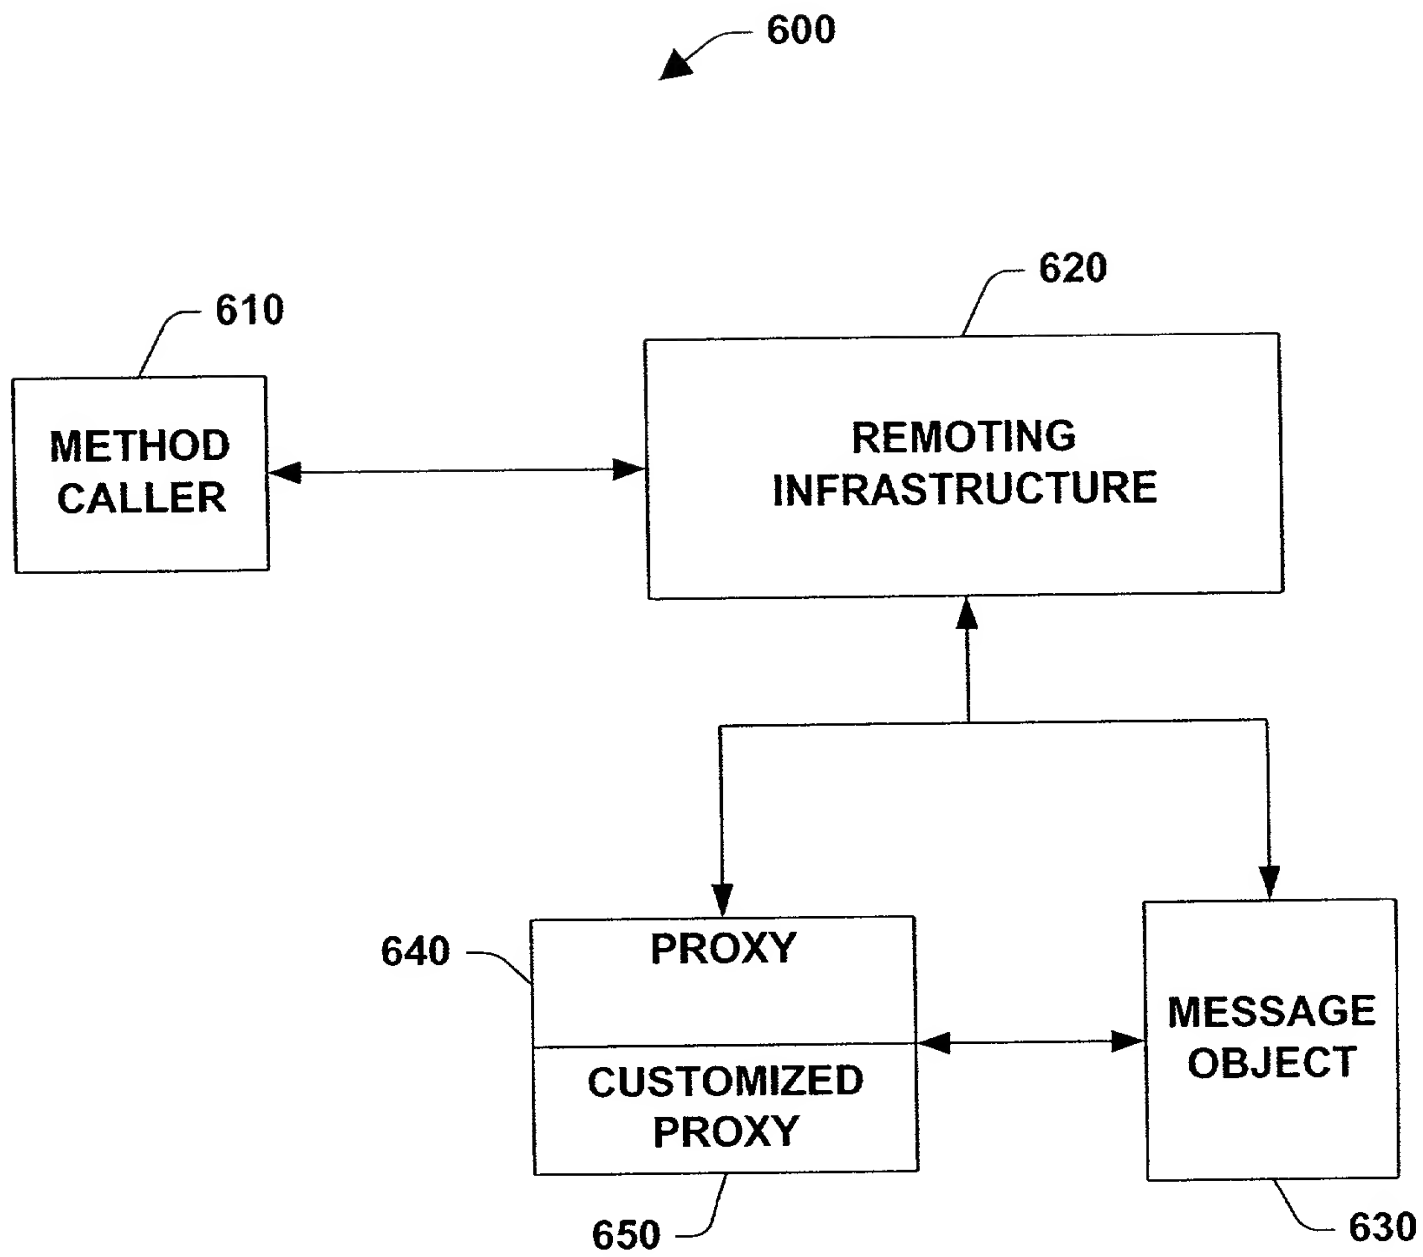 600
620
610
METHOD
CALLER
REMOTING
INFRASTRUCTURE
640
PROXY
CUSTOMIZED
PROXY
MESSAGE
OBJECT
650
630